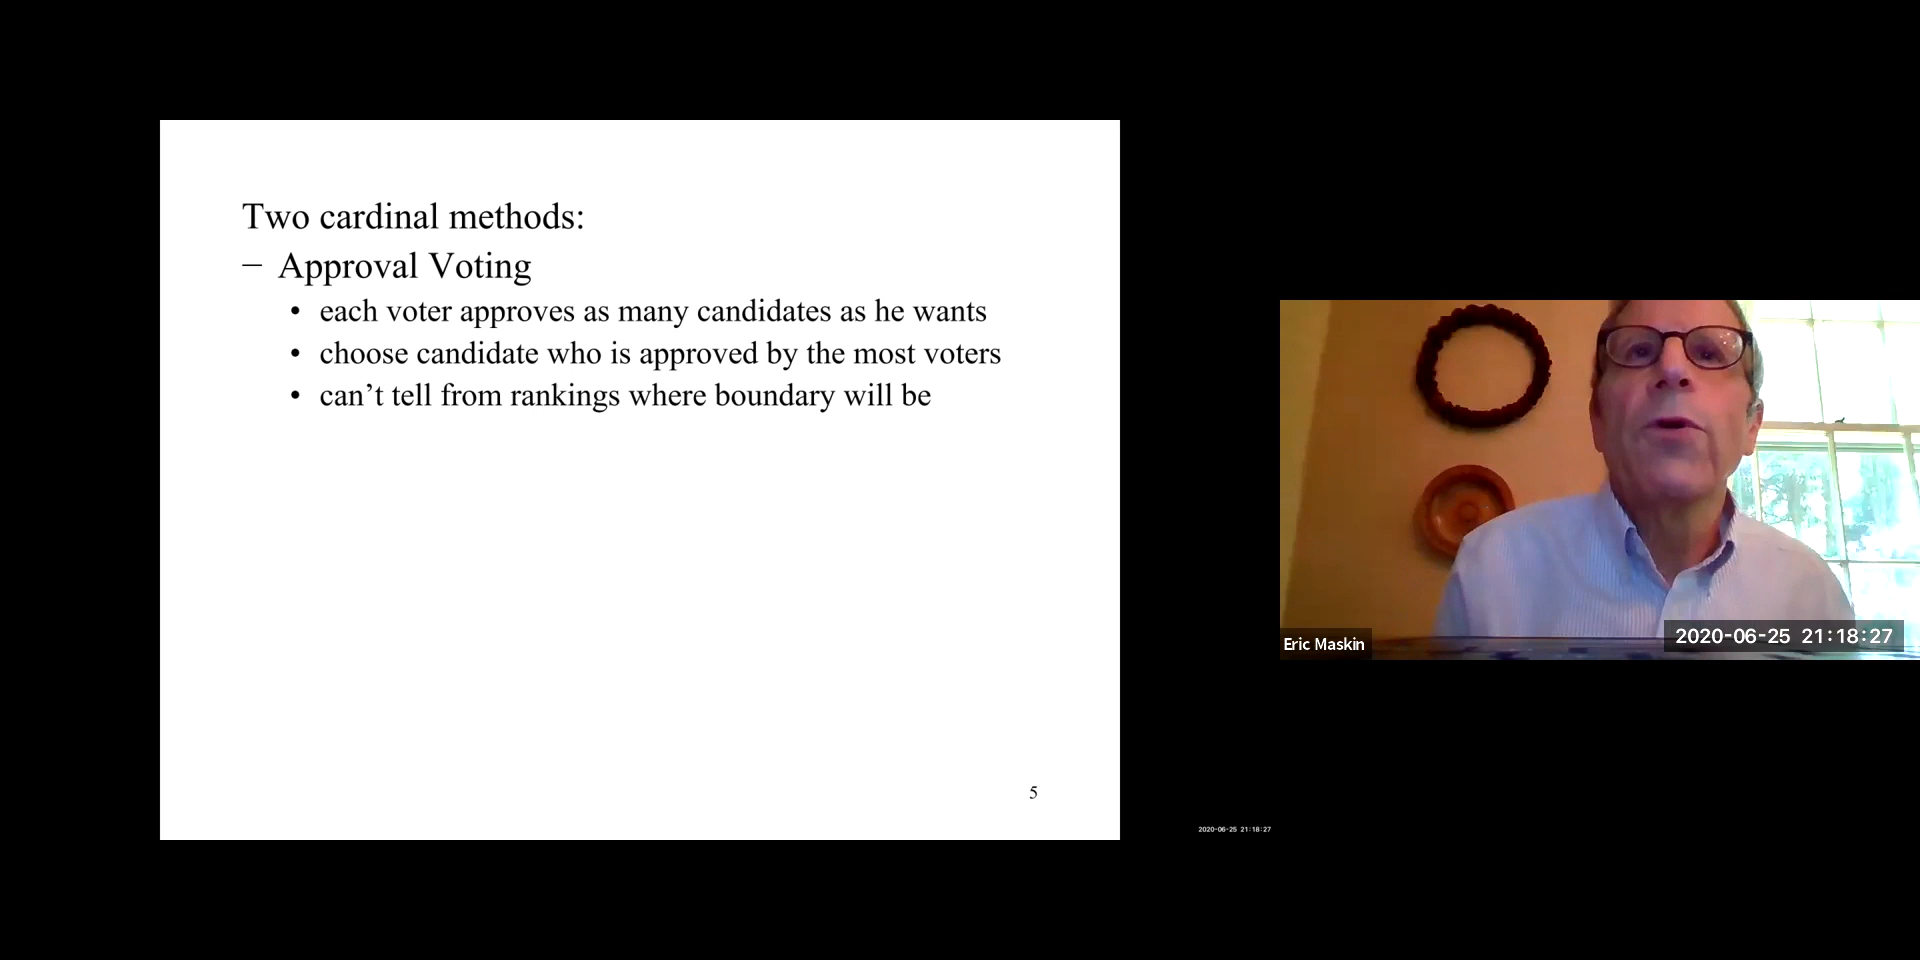 Two cardinal methods:
– Approval Voting
• each voter approves as many candidates as he wants
• choose candidate who is approved by the most voters
• can’t tell from rankings where boundary will be
5
Eric Maskin
2020-06-25 21:18:27
2020-06-25 21:18:27